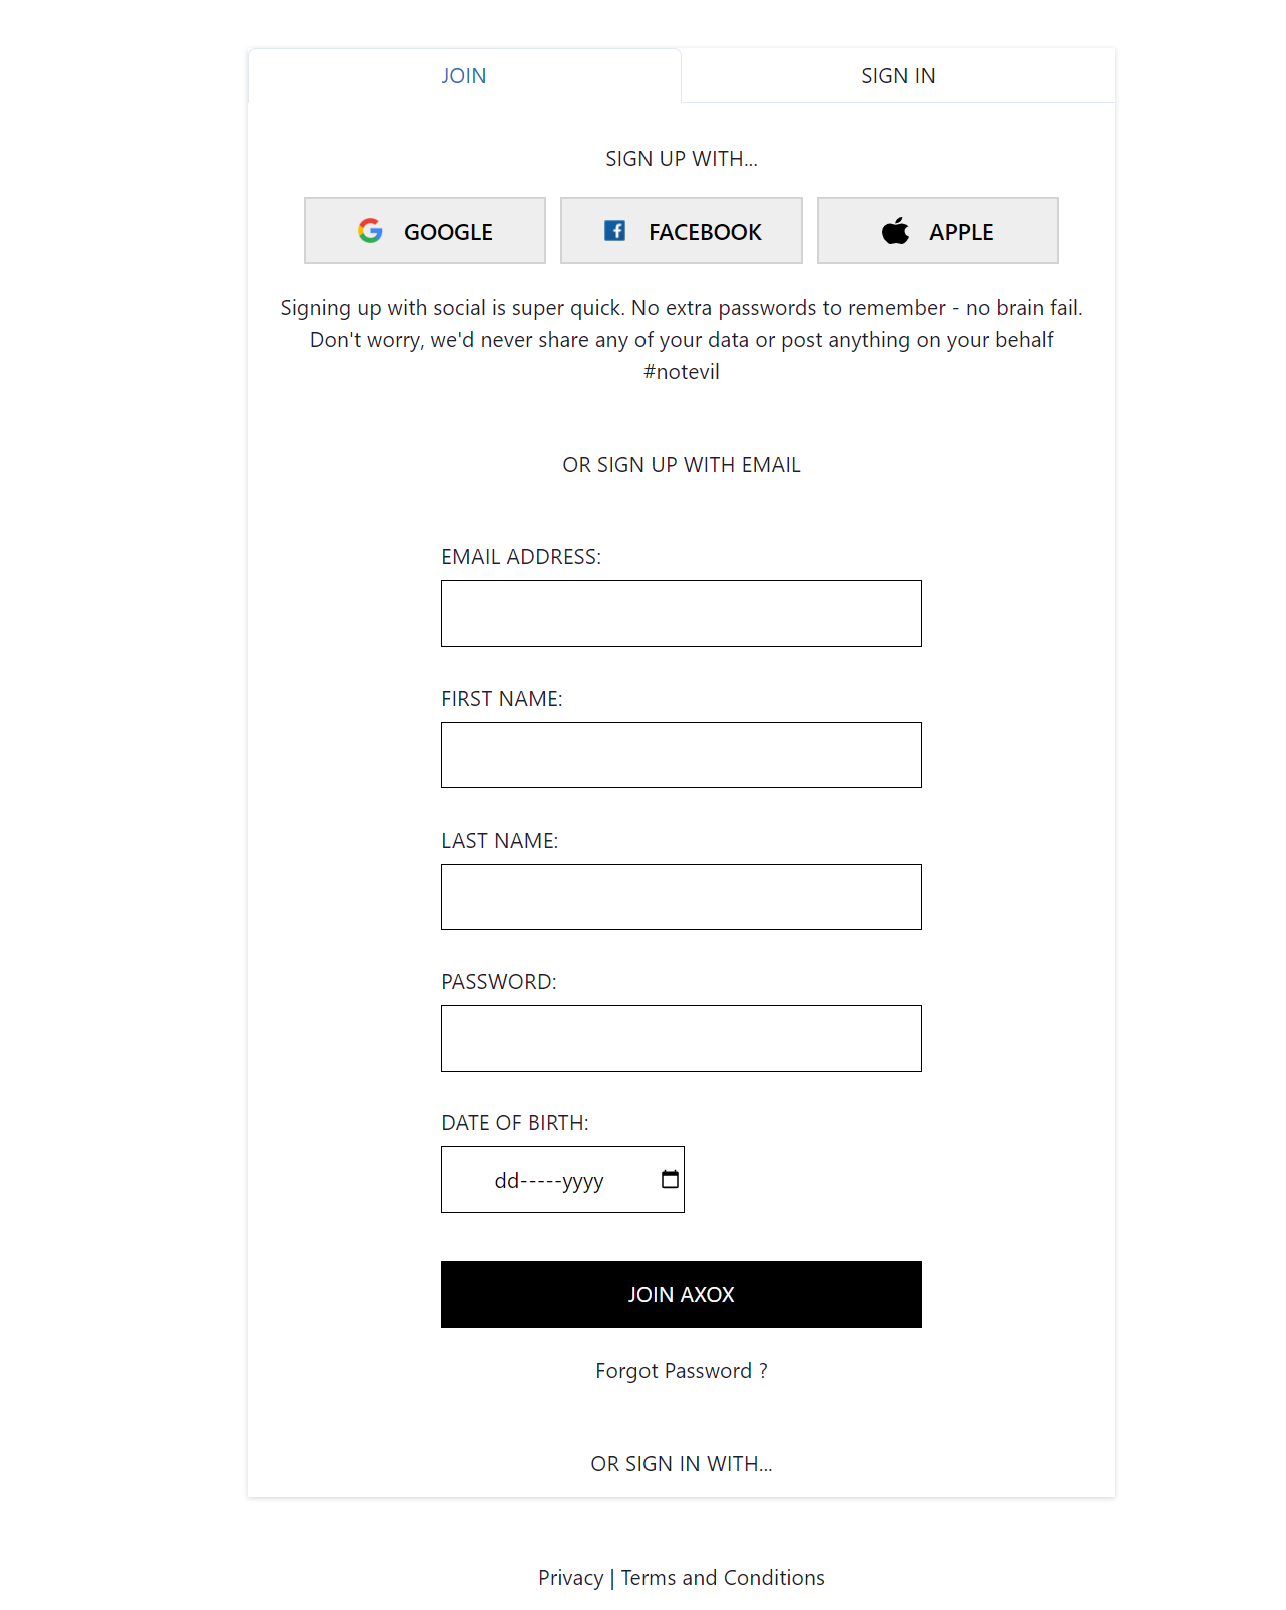 JOIN
SIGN IN
SIGN UP WITH...
GOOGLE
FACEBOOK
APPLE
Signing up with social is super quick. No extra passwords to remember - no brain fail.
Don't worry, we'd never share any of your data or post anything on your behalf
#notevil
OR SIGN UP WITH EMAIL
EMAIL ADDRESS:
FIRST NAME:
LAST NAME:
PASSWORD:
DATE OF BIRTH:
dd-----yyyy
JOIN AXOX
Forgot Password ?
OR SIGN IN WITH...
Privacy | Terms and Conditions